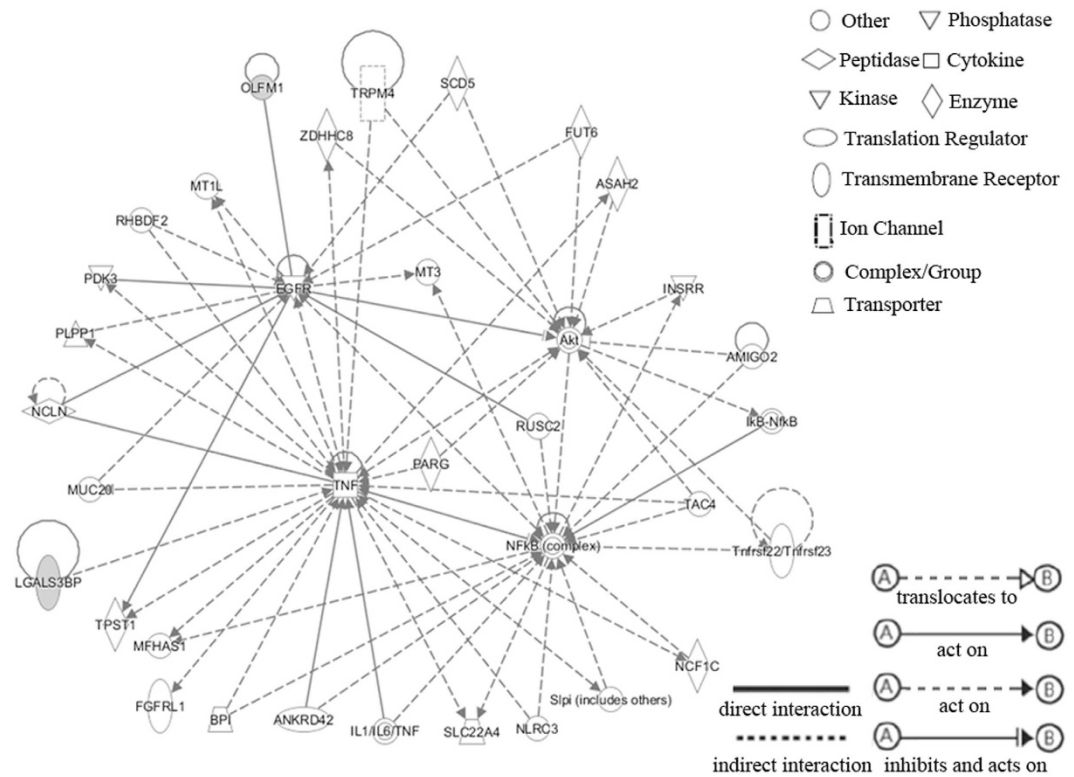 Other
Phosphatase
Peptidase
Cytokine
Kinase
Enzyme
Translation Regulator
Transmembrane Receptor
Ion Channel
Complex/Group
Transporter
OLFM1
TRPM4
SCD5
ZDHHC8
FUT6
ASAH2
MT1L
RHBDF2
PDK3
EGFR
MT3
INSRR
PLPP1
Akt
AMIGO2
NCLN
RUSC2
IkB-NfkB
PARG
MUC20
TNF
TAC4
NFkB (complex)
Tnfrsf22/Tnfrsf23
LGALS3BP
TPST1
MFHAS1
NCF1C
FGFRL1
BPI
ANKRD42
IL1/IL6/TNF
SLC22A4
NLRC3
Slpi (includes others)
A B
translocates to
A B
act on
A B
act on
A B
inhibits and acts on
direct interaction
indirect interaction